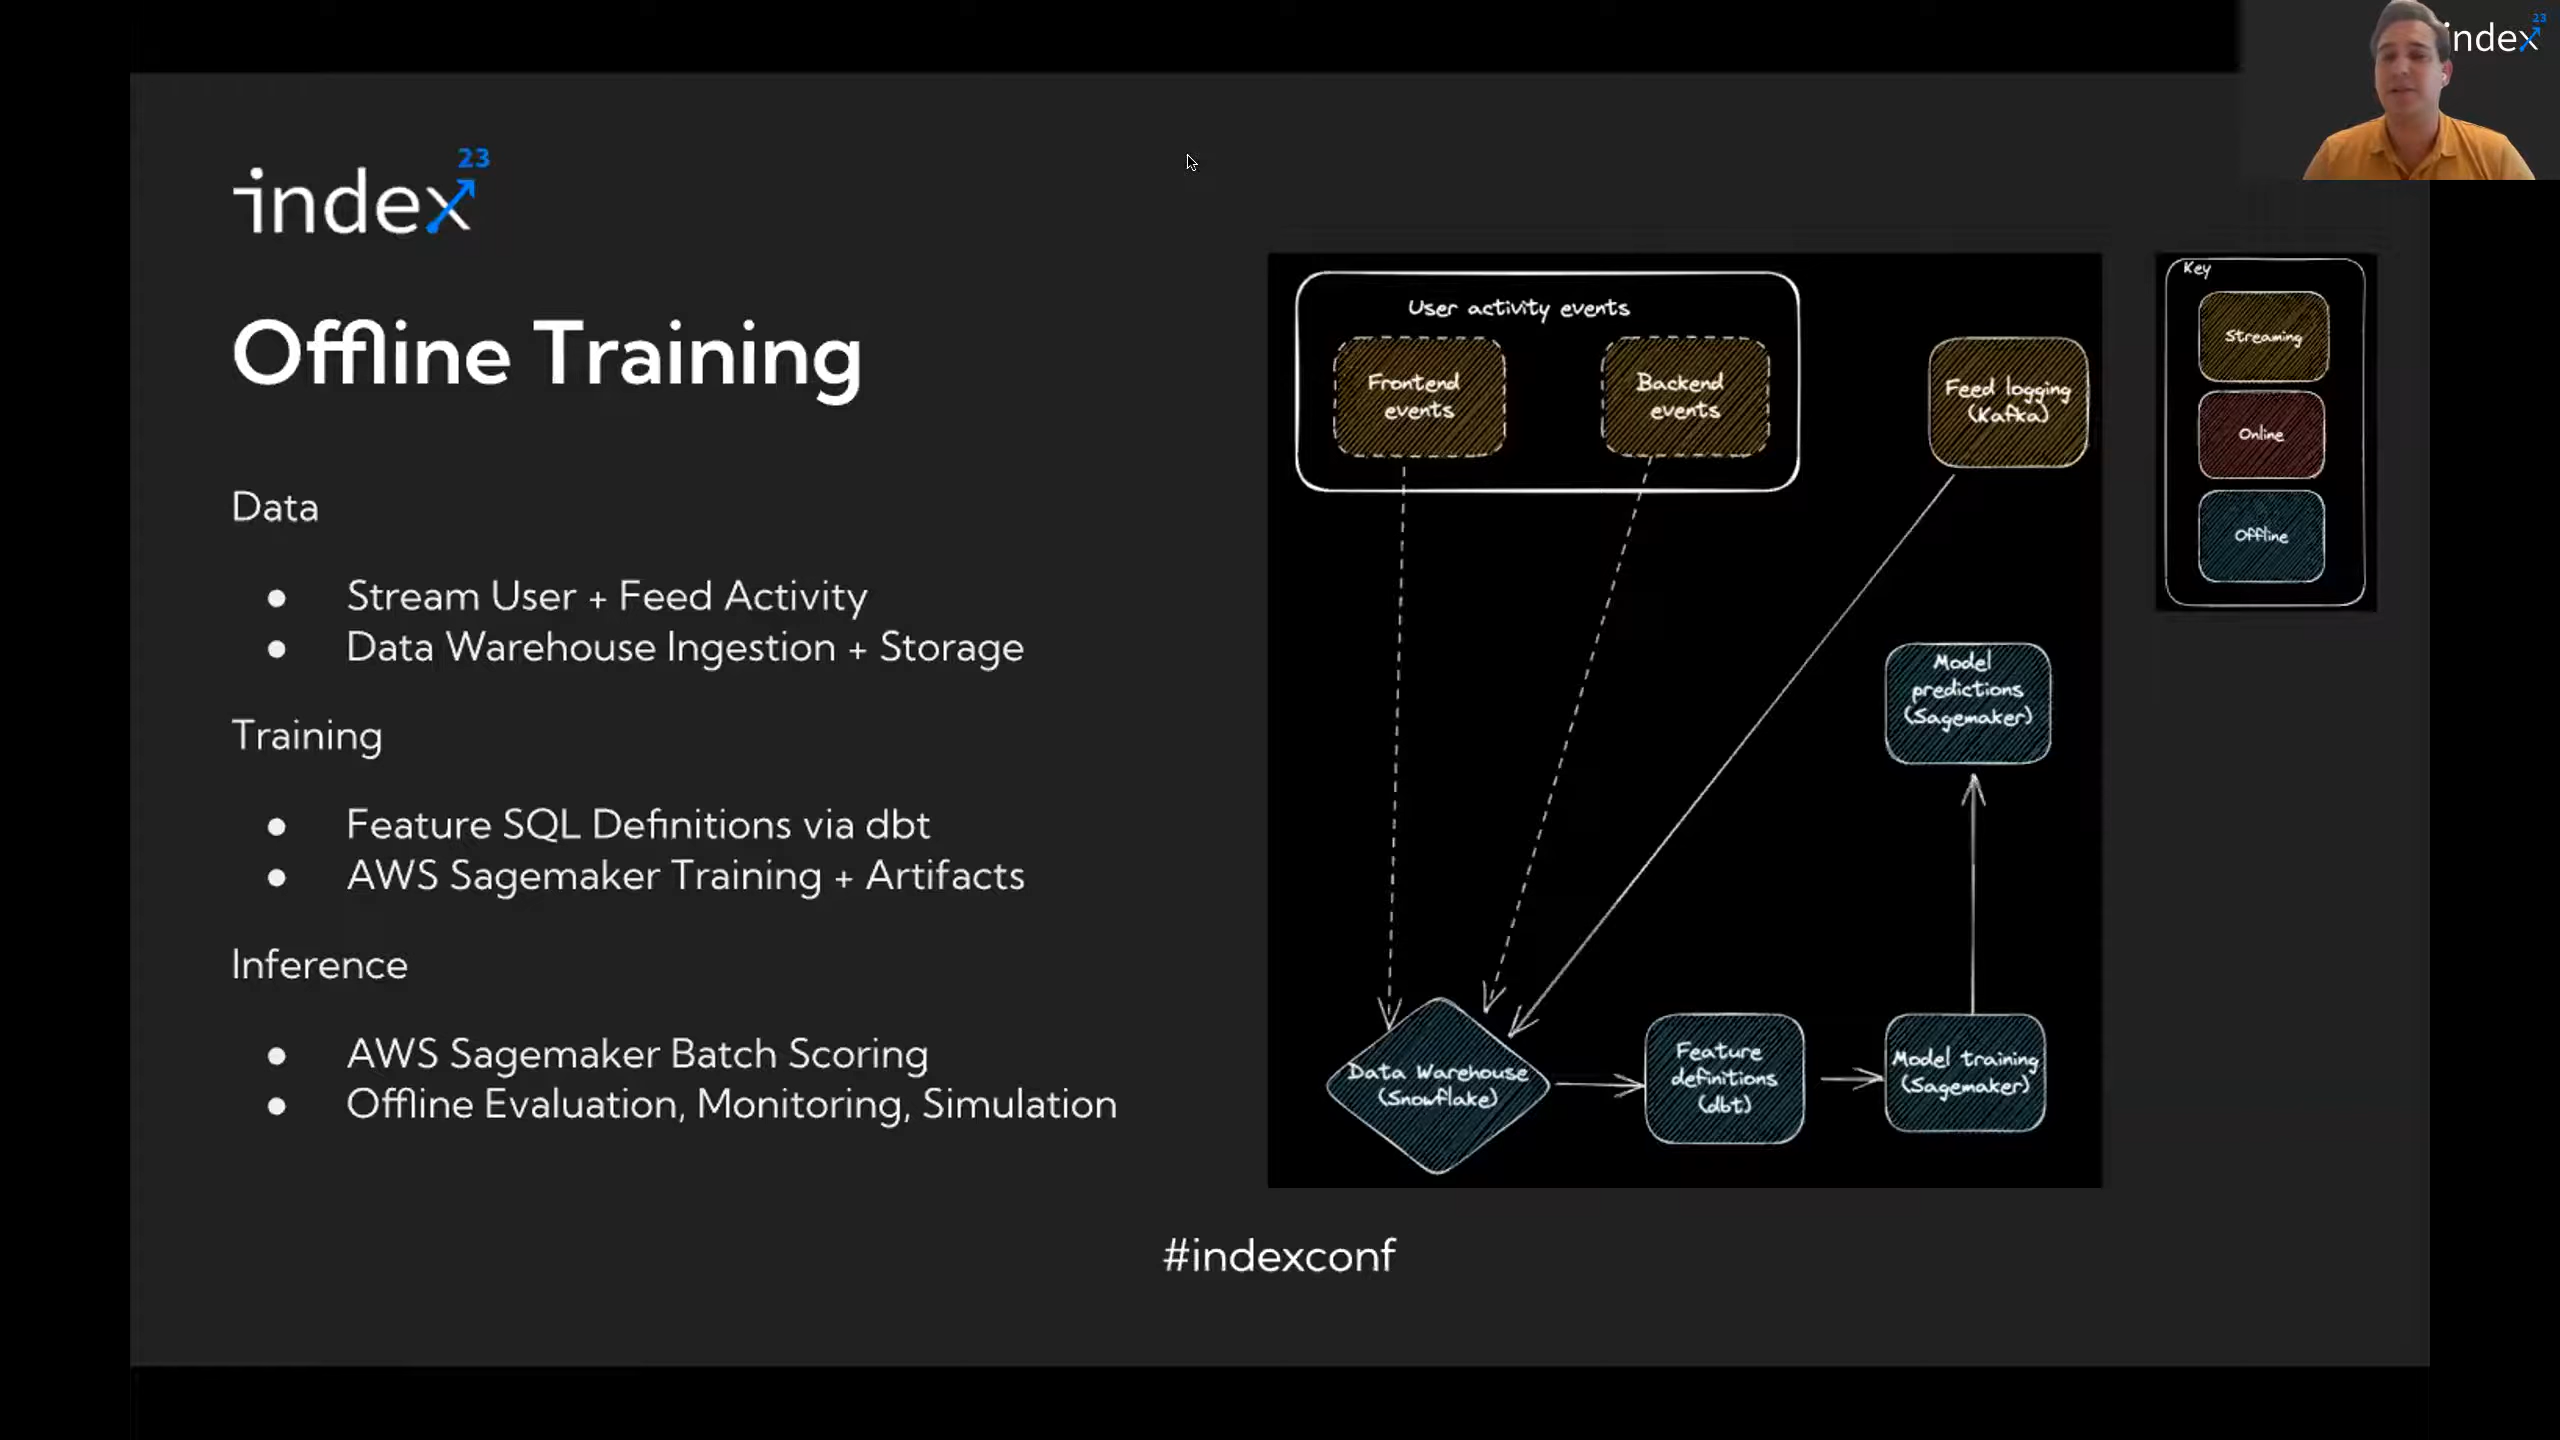 index 23
index 23
Offline Training
Data
● Stream User + Feed Activity
● Data Warehouse Ingestion + Storage
Training
● Feature SQL Definitions via dbt
● AWS Sagemaker Training + Artifacts
Inference
● AWS Sagemaker Batch Scoring
● Offline Evaluation, Monitoring, Simulation
User activity events
Frontend
events
Backend
events
Feed logging
(Kafka)
Model
predictions
(Sagemaker)
Data Warehouse
(Snowflake)
Feature
definitions
(dbt)
Model training
(Sagemaker)
Key
Streaming
Online
Offline
#indexconf